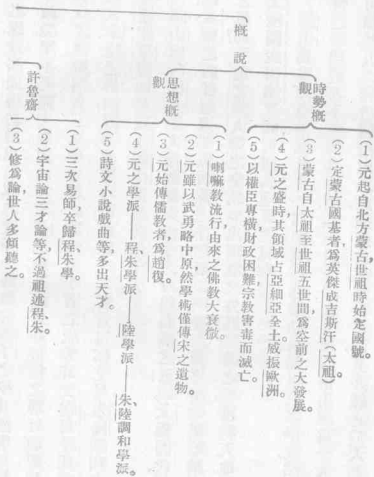 概說
時勢概觀
(1)元起自北方蒙古,世祖時始定國號。
(2)定蒙古國基者,爲英傑成吉斯汗(太祖)。
(3)蒙古自太祖至世祖五世間,爲空前之大發展。
(4)元之盛時其領域占亞細亞全土,威振歐洲。
(5)以權臣專橫,財政困難,宗教害毒而滅亡。
思想概觀
(1)喇嘛教流行,由來之佛教大衰微。
(2)元雖以武勇略中原,然學術僅傳宋之遺物。
(3)元始傳儒教者,爲趙復。
(4)元之學派——程朱學派——陸學派——朱、陸調和學派。
(5)詩文小說戲曲等多出天才。
許魯齋
(1)三次易師,卒歸程、朱學。
(2)宇宙論三才論等,不過祖述程、朱。
(3)修爲論,世人多傾聽之。